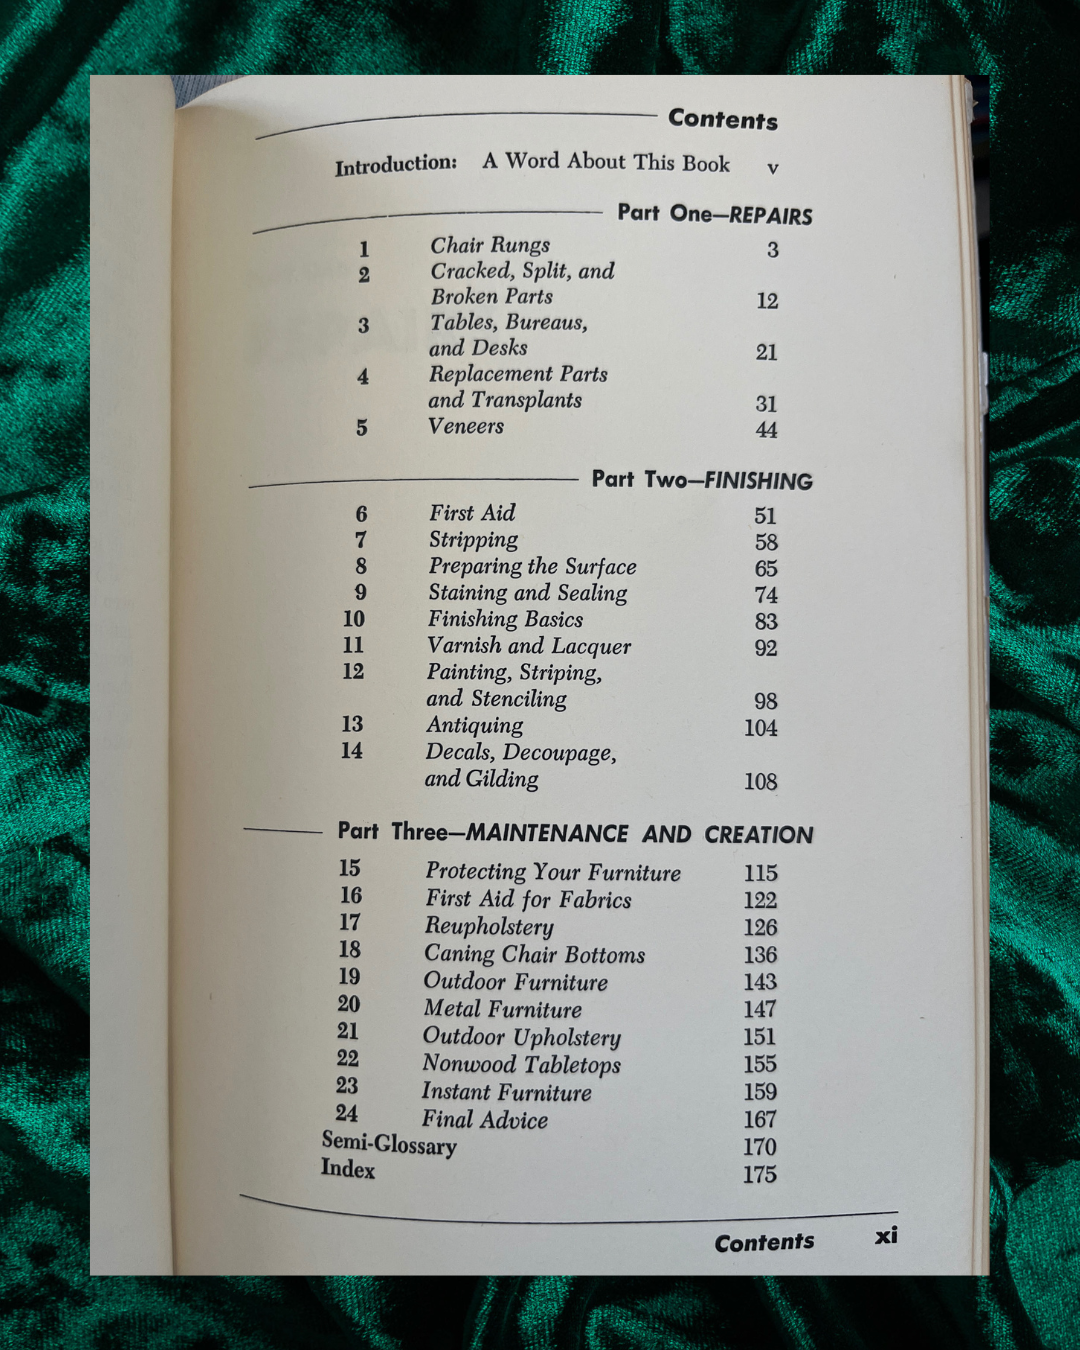 Contents
Introduction: A Word About This Book v
Part One—REPAIRS
1 Chair Rungs 3
2 Cracked, Split, and
Broken Parts 12
3 Tables, Bureaus,
and Desks 21
4 Replacement Parts
and Transplants 31
5 Veneers 44
Part Two—FINISHING
6 First Aid 51
7 Stripping 58
8 Preparing the Surface 65
9 Staining and Sealing 74
10 Finishing Basics 83
11 Varnish and Lacquer 92
12 Painting, Striping,
and Stenciling 98
13 Antiquing 104
14 Decals, Decoupage,
and Gilding 108
Part Three—MAINTENANCE AND CREATION
15 Protecting Your Furniture 115
16 First Aid for Fabrics 122
17 Reupholstery 126
18 Caning Chair Bottoms 136
19 Outdoor Furniture 143
20 Metal Furniture 147
21 Outdoor Upholstery 151
22 Nonwood Tabletops 155
23 Instant Furniture 159
24 Final Advice 167
Semi-Glossary 170
Index 175
Contents xi